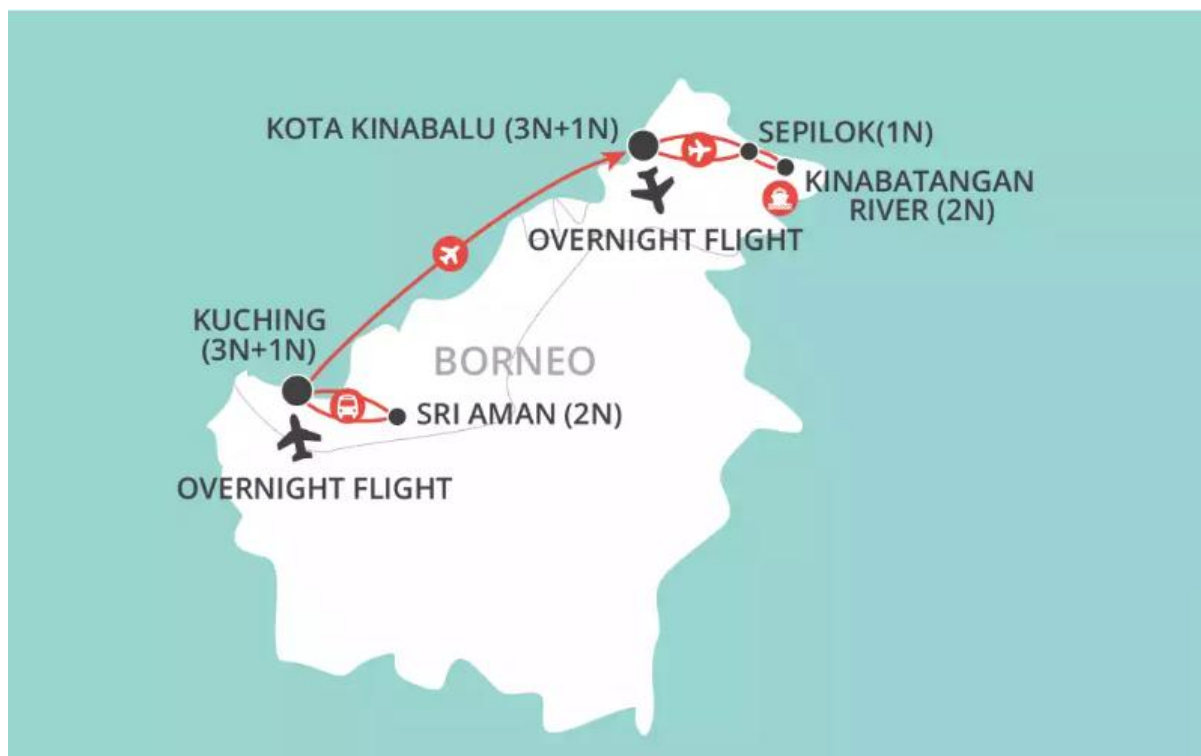 KOTA KINABALU (3N+1N)
SEPILOK(1N)
KINABATANGAN
RIVER (2N)
OVERNIGHT FLIGHT
KUCHING
(3N+1N)
BORNEO
SRI AMAN (2N)
OVERNIGHT FLIGHT